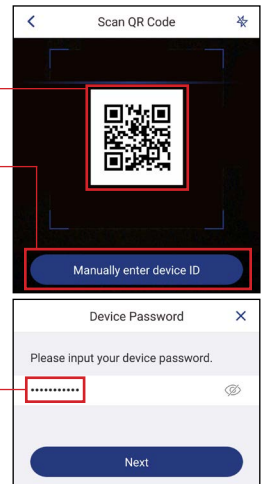 Scan QR Code
Manually enter device ID
Device Password
Please input your device password.
•••••••••••
Next